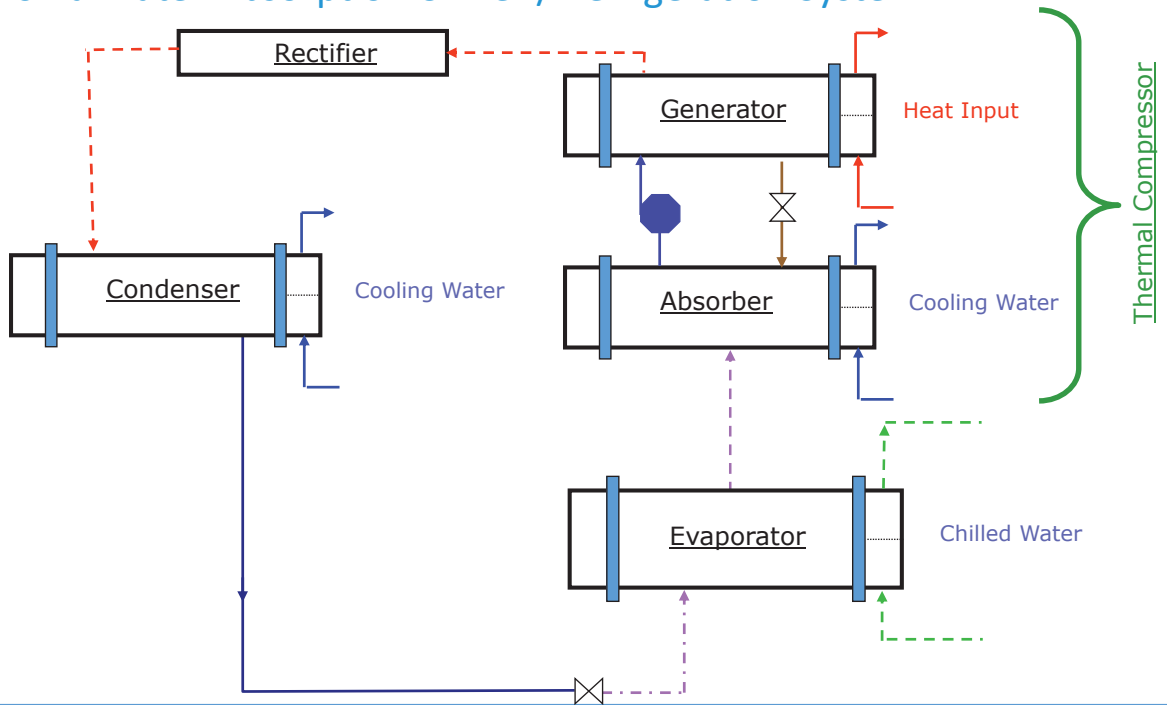 Rectifier
Generator
Heat Input
Condenser
Cooling Water
Absorber
Cooling Water
Thermal Compressor
Evaporator
Chilled Water